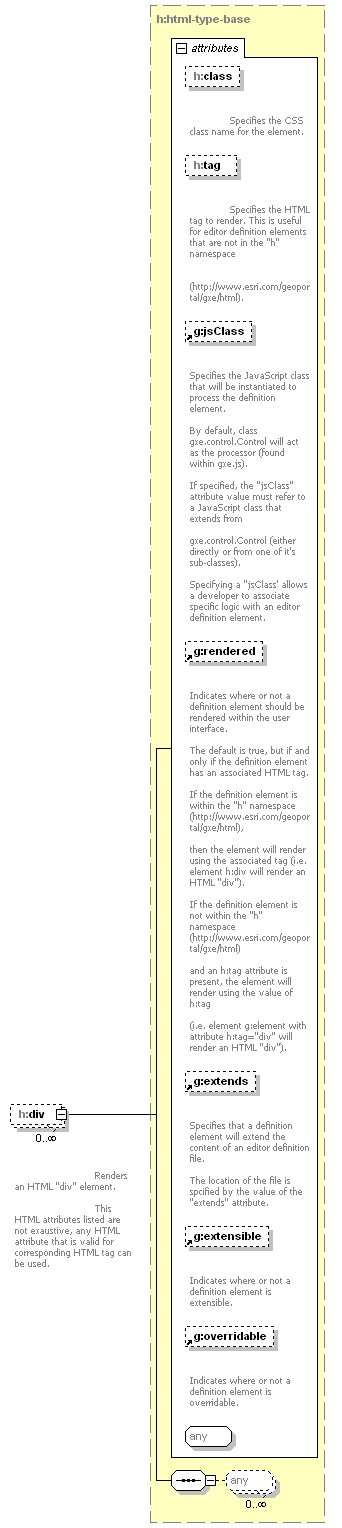 h:html-type-base
attributes
h:class
Specifies the CSS
class name for the element.
h:tag
Specifies the HTML
tag to render. This is useful
for editor definition elements
that are not in the "h"
namespace
(http://www.esri.com/geopor
tal/gxe/html).
g:jsClass
Specifies the JavaScript class
that will be instantiated to
process the definition
element.
By default, class
gxe.control.Control will act
as the processor (found
within gxe.js).
If specified, the "jsClass"
attribute value must refer to
a JavaScript class that
extends from
gxe.control.Control (either
directly or from one of it's
sub-classes).
Specifying a "jsClass' allows
a developer to associate
specific logic with an editor
definition element.
g:rendered
Indicates where or not a
definition element should be
rendered within the user
interface.
The default is true, but if and
only if the definition element
has an associated HTML tag.
If the definition element is
within the "h" namespace
(http://www.esri.com/geopor
tal/gxe/html),
then the element will render
using the associated tag (i.e.
element h:div will render an
HTML "div").
If the definition element is
not within the "h"
namespace
(http://www.esri.com/geopor
tal/gxe/html)
and an h:tag attribute is
present, the element will
render using the value of
h:tag
(i.e. element g:element with
attribute h:tag="div" will
render an HTML "div").
g:extends
Specifies that a definition
element will extend the
content of an editor definition
file.
The location of the file is
spcified by the value of the
"extends" attribute.
g:extensible
Indicates where or not a
definition element is
extensible.
g:overridable
Indicates where or not a
definition element is
overridable.
any
h:div
0..∞
Renders
an HTML "div" element.
This
HTML attributes listed are
not exaustive, any HTML
attribute that is valid for
corresponding HTML tag can
be used.
any
0..∞